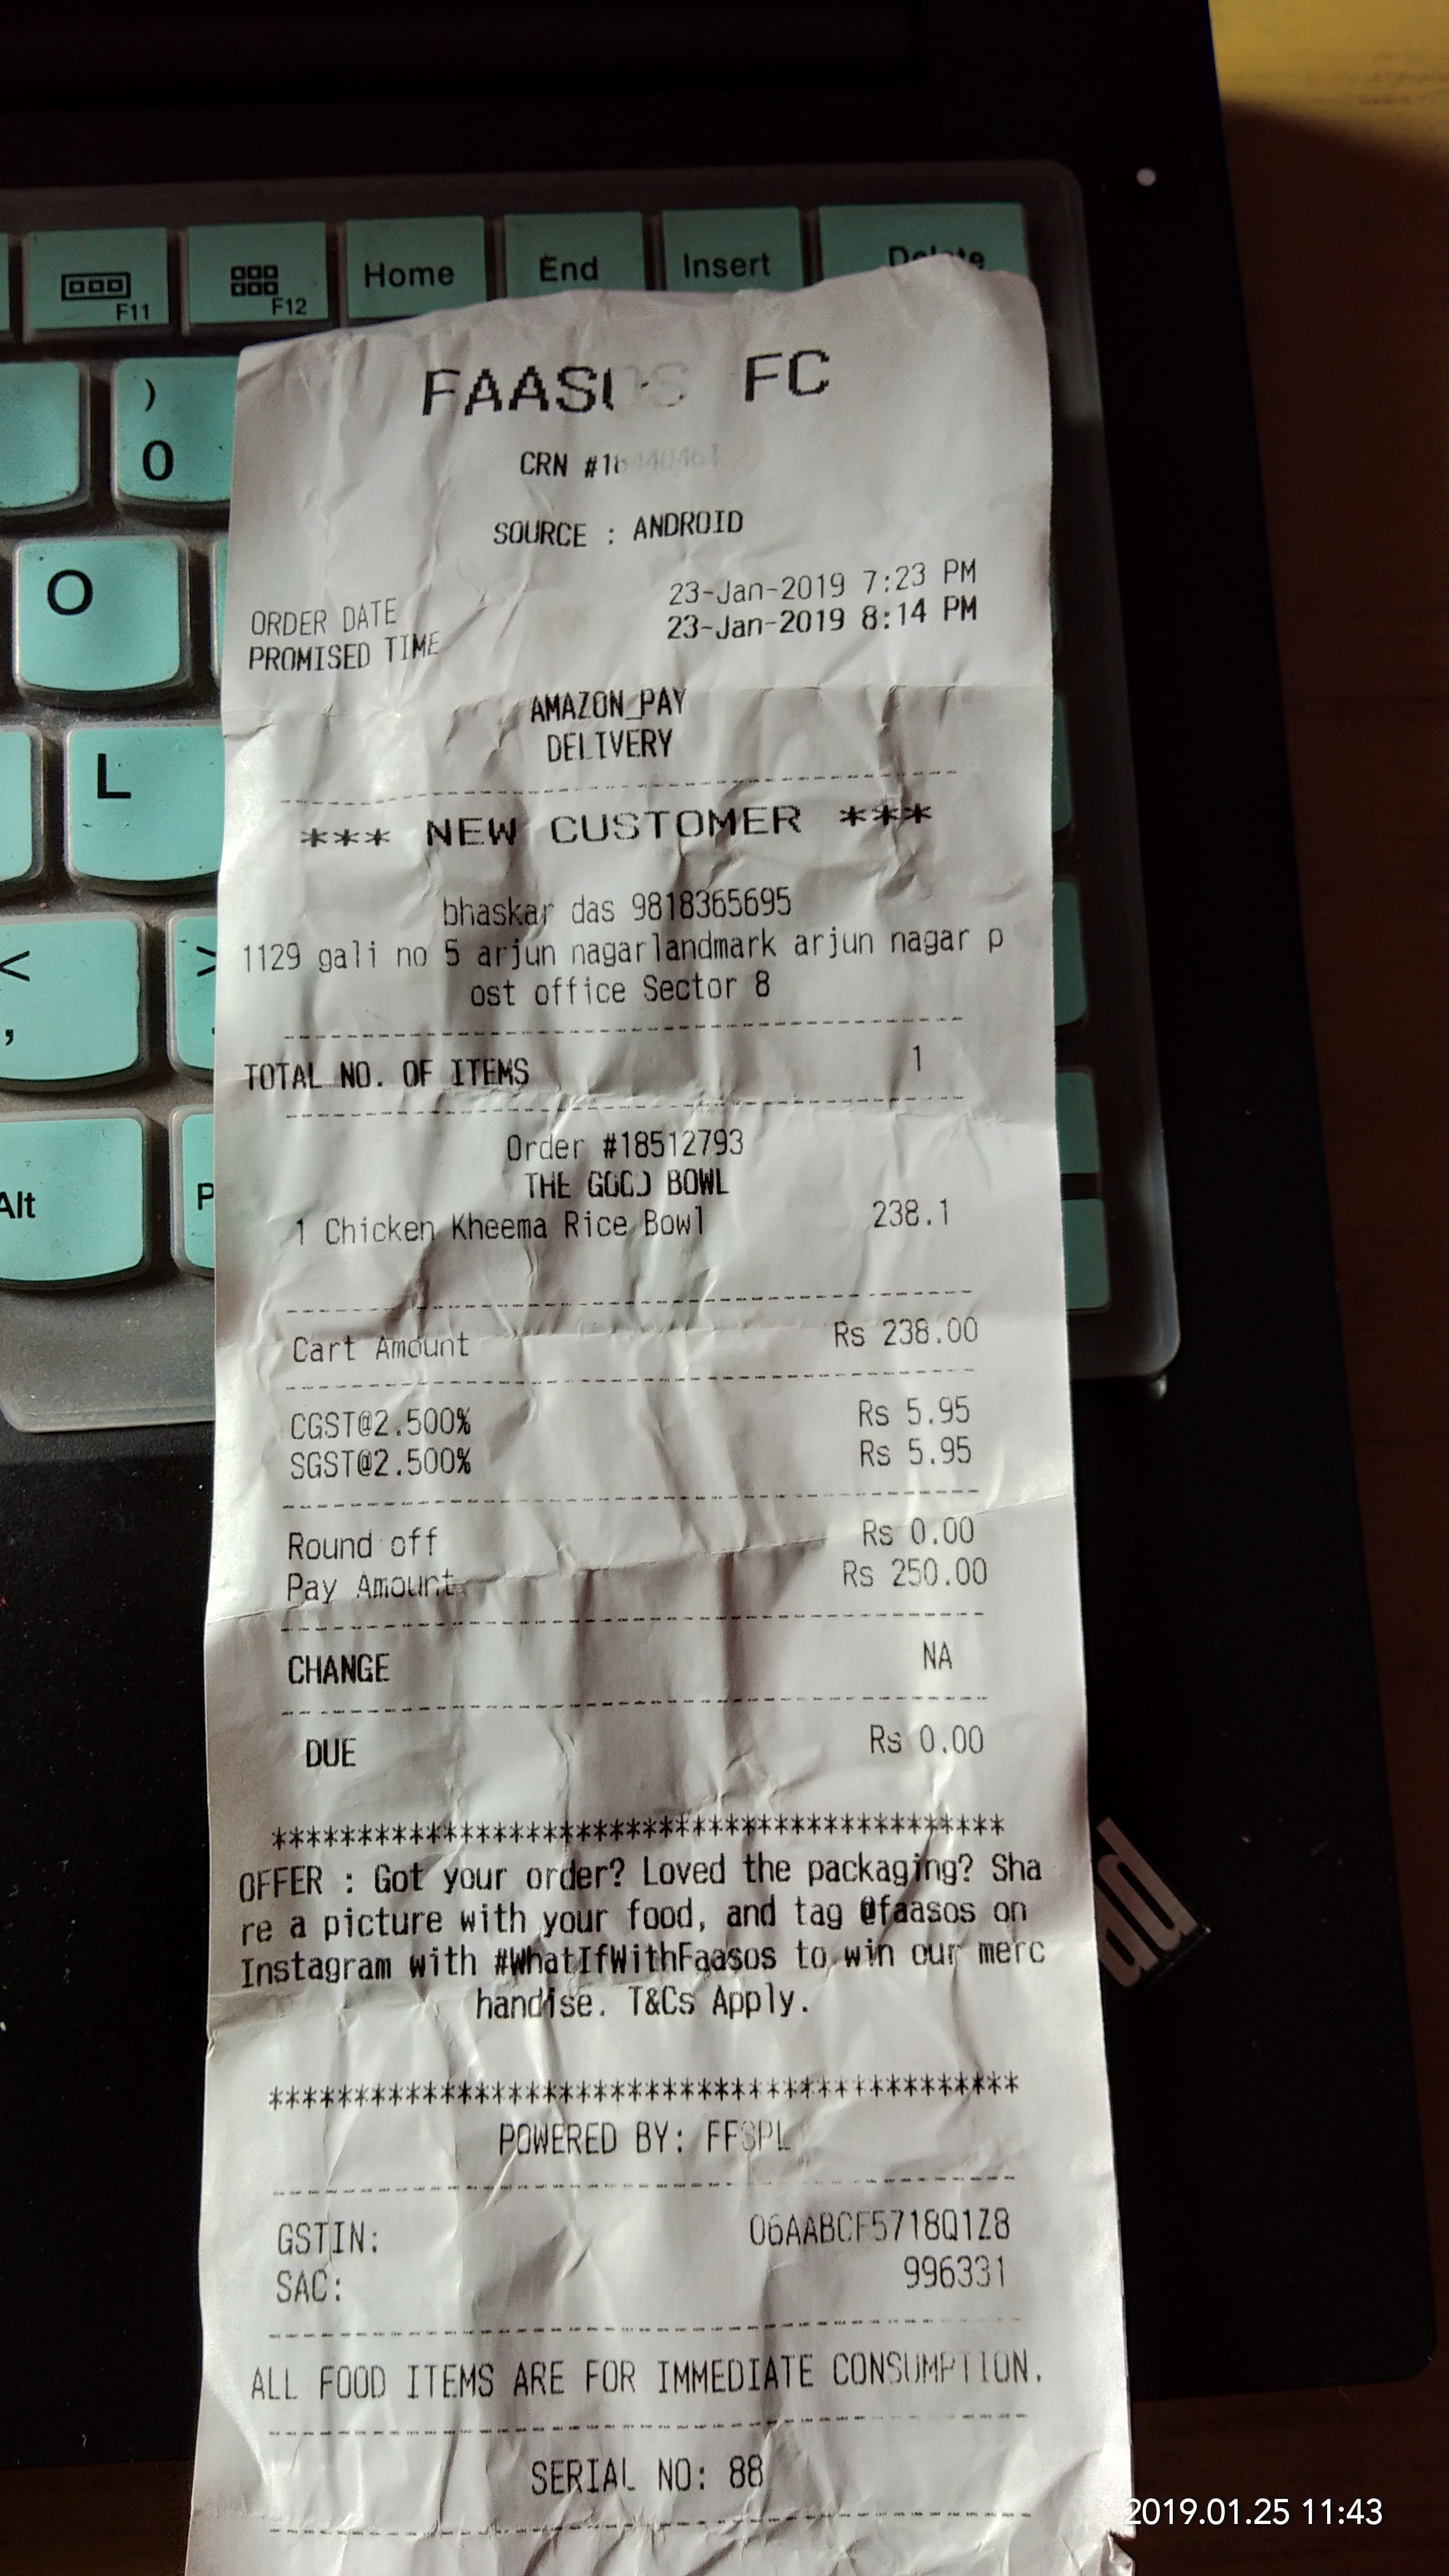 F11
F12
Home
End
Insert
Delete
)
0
O
L
<
,
>
Alt
P
FAASOS FC
CRN
SOURCE : ANDROID
ORDER DATE 23-Jan-2019 7:23 PM
PROMISED TIME 23-Jan-2019 8:14 PM
AMAZON_PAY
DELIVERY
*** NEW CUSTOMER ***
bhaskar das 9818365695
1129 gali no 5 arjun nagarlandmark arjun nagar p
ost office Sector 8
TOTAL NO. OF ITEMS 1
Order #18512793
THE GOOD BOWL
1 Chicken Kheema Rice Bowl 238.1
Cart Amount Rs 238.00
CGST@2.500% Rs 5.95
SGST@2.500% Rs 5.95
Round off Rs 0.00
Pay Amount Rs 250.00
CHANGE NA
DUE Rs 0.00
*******************************************
OFFER : Got your order? Loved the packaging? Sha
re a picture with your food, and tag @faasos on
Instagram with #WhatIfWithFaasos to win our merc
handise. T&Cs Apply.
*******************************************
POWERED BY: FFSPL
GSTIN: 06AABCF5718Q1Z8
SAC: 996331
ALL FOOD ITEMS ARE FOR IMMEDIATE CONSUMPTION.
SERIAL NO: 88
ad
2019.01.25 11:43